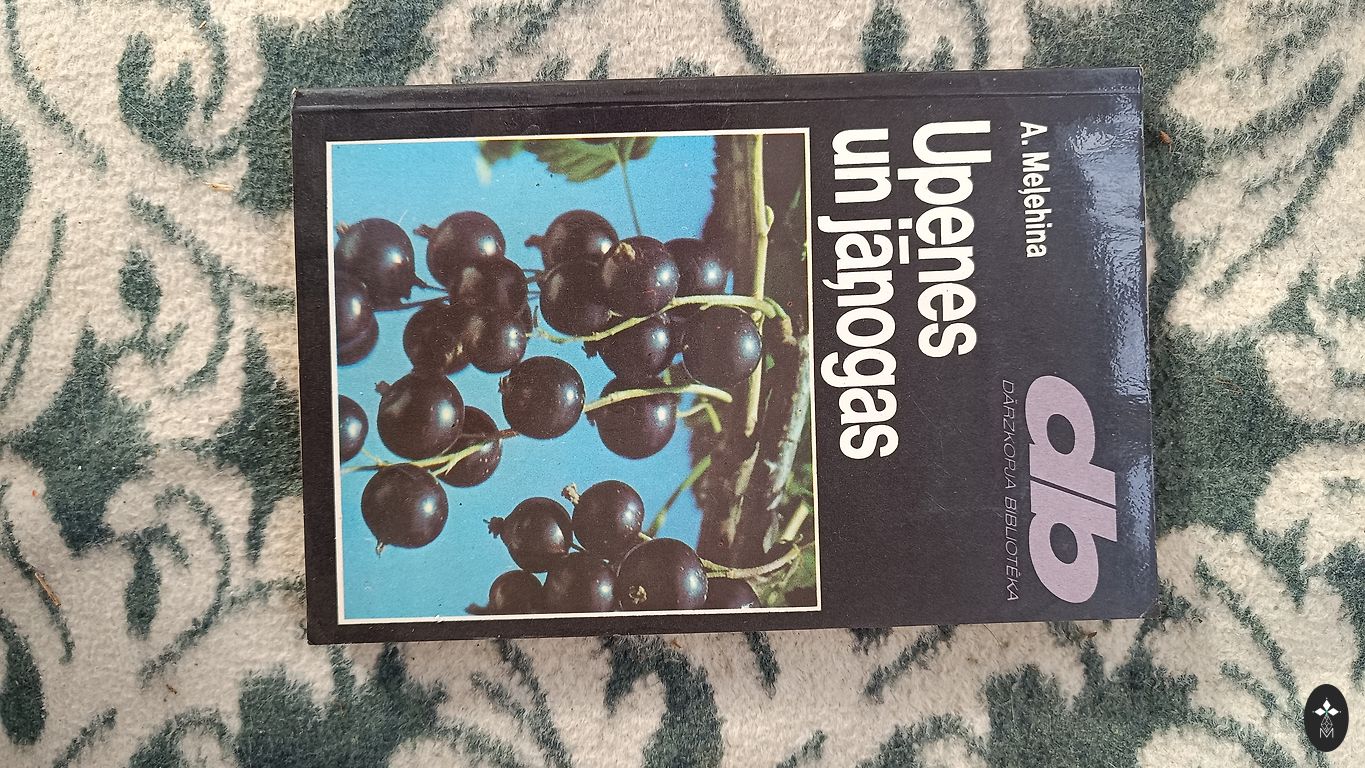 A. Meļehina
db
DĀRZKOPJA BIBLIOTĒKA
Upenes
un jāņogas
M